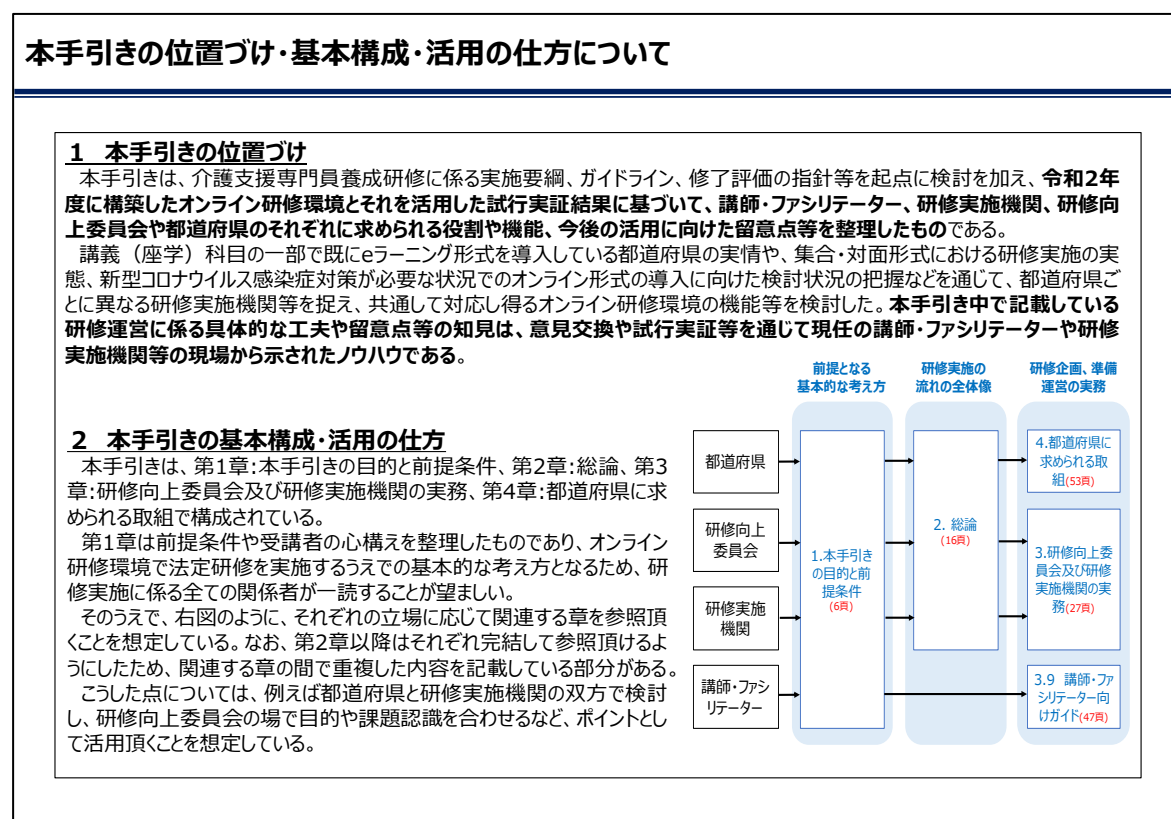 本手引きの位置づけ・基本構成・活用の仕方について
1 本手引きの位置づけ
本手引きは、介護支援専門員養成研修に係る実施要綱、ガイドライン、修了評価の指針等を起点に検討を加え、令和2年
度に構築したオンライン研修環境とそれを活用した試行実証結果に基づいて、講師・ファシリテーター、研修実施機関、研修向
上委員会や都道府県のそれぞれに求められる役割や機能、今後の活用に向けた留意点等を整理したものである。
講義（座学）科目の一部で既にeラーニング形式を導入している都道府県の実情や、集合・対面形式における研修実施の実
態、新型コロナウイルス感染症対策が必要な状況でのオンライン形式の導入に向けた検討状況の把握などを通じて、都道府県ご
とに異なる研修実施機関等を捉え、共通して対応し得るオンライン研修環境の機能等を検討した。本手引き中で記載している
研修運営に係る具体的な工夫や留意点等の知見は、意見交換や試行実証等を通じて現任の講師・ファシリテーターや研修
実施機関等の現場から示されたノウハウである。
2 本手引きの基本構成・活用の仕方
本手引きは、第1章:本手引きの目的と前提条件、第2章:総論、第3
章:研修向上委員会及び研修実施機関の実務、第4章:都道府県に求
められる取組で構成されている。
第1章は前提条件や受講者の心構えを整理したものであり、オンライン
研修環境で法定研修を実施するうえでの基本的な考え方となるため、研
修実施に係る全ての関係者が一読することが望ましい。
そのうえで、右図のように、それぞれの立場に応じて関連する章を参照頂
くことを想定している。なお、第2章以降はそれぞれ完結して参照頂けるよ
うにしたため、関連する章の間で重複した内容を記載している部分がある。
こうした点については、例えば都道府県と研修実施機関の双方で検討
し、研修向上委員会の場で目的や課題認識を合わせるなど、ポイントとし
て活用頂くことを想定している。
前提となる
基本的な考え方
研修実施の
流れの全体像
研修企画、準備
運営の実務
都道府県
研修向上
委員会
研修実施
機関
講師・ファシ
リテーター
1.本手引き
の目的と前
提条件
(6頁)
2. 総論
(16頁)
4.都道府県に
求められる取
組(53頁)
3.研修向上委
員会及び研修
実施機関の実
務(27頁)
3.9 講師・ファ
シリテーター向
けガイド(47頁)